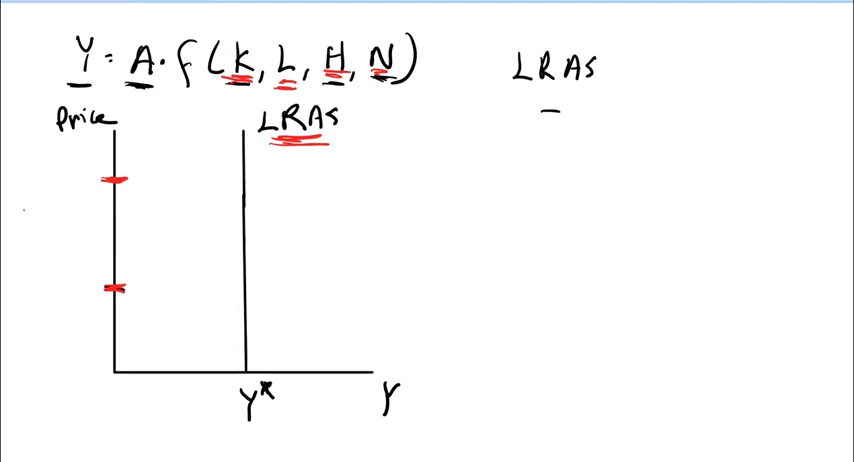 Y = A · f (K, L, H, N)
LRAS
Price
LRAS
Y*
Y